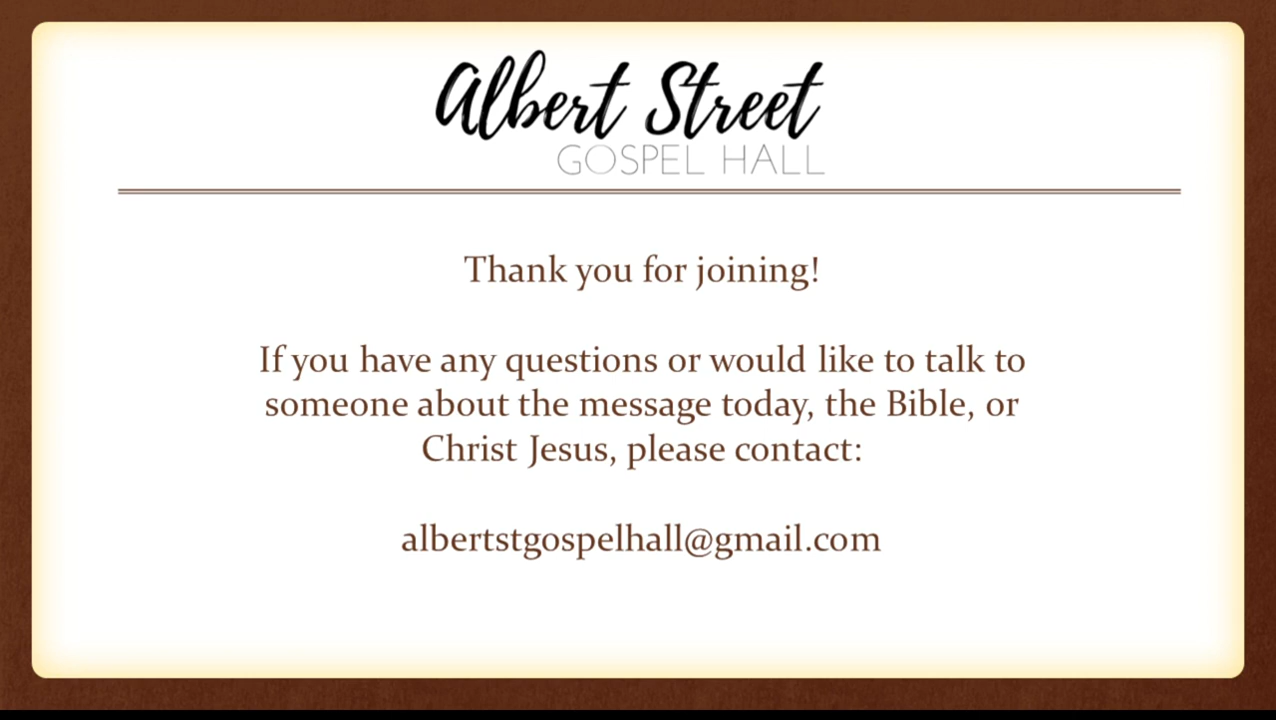 Albert Street
GOSPEL HALL
Thank you for joining!
If you have any questions or would like to talk to
someone about the message today, the Bible, or
Christ Jesus, please contact:
albertstgospelhall@gmail.com